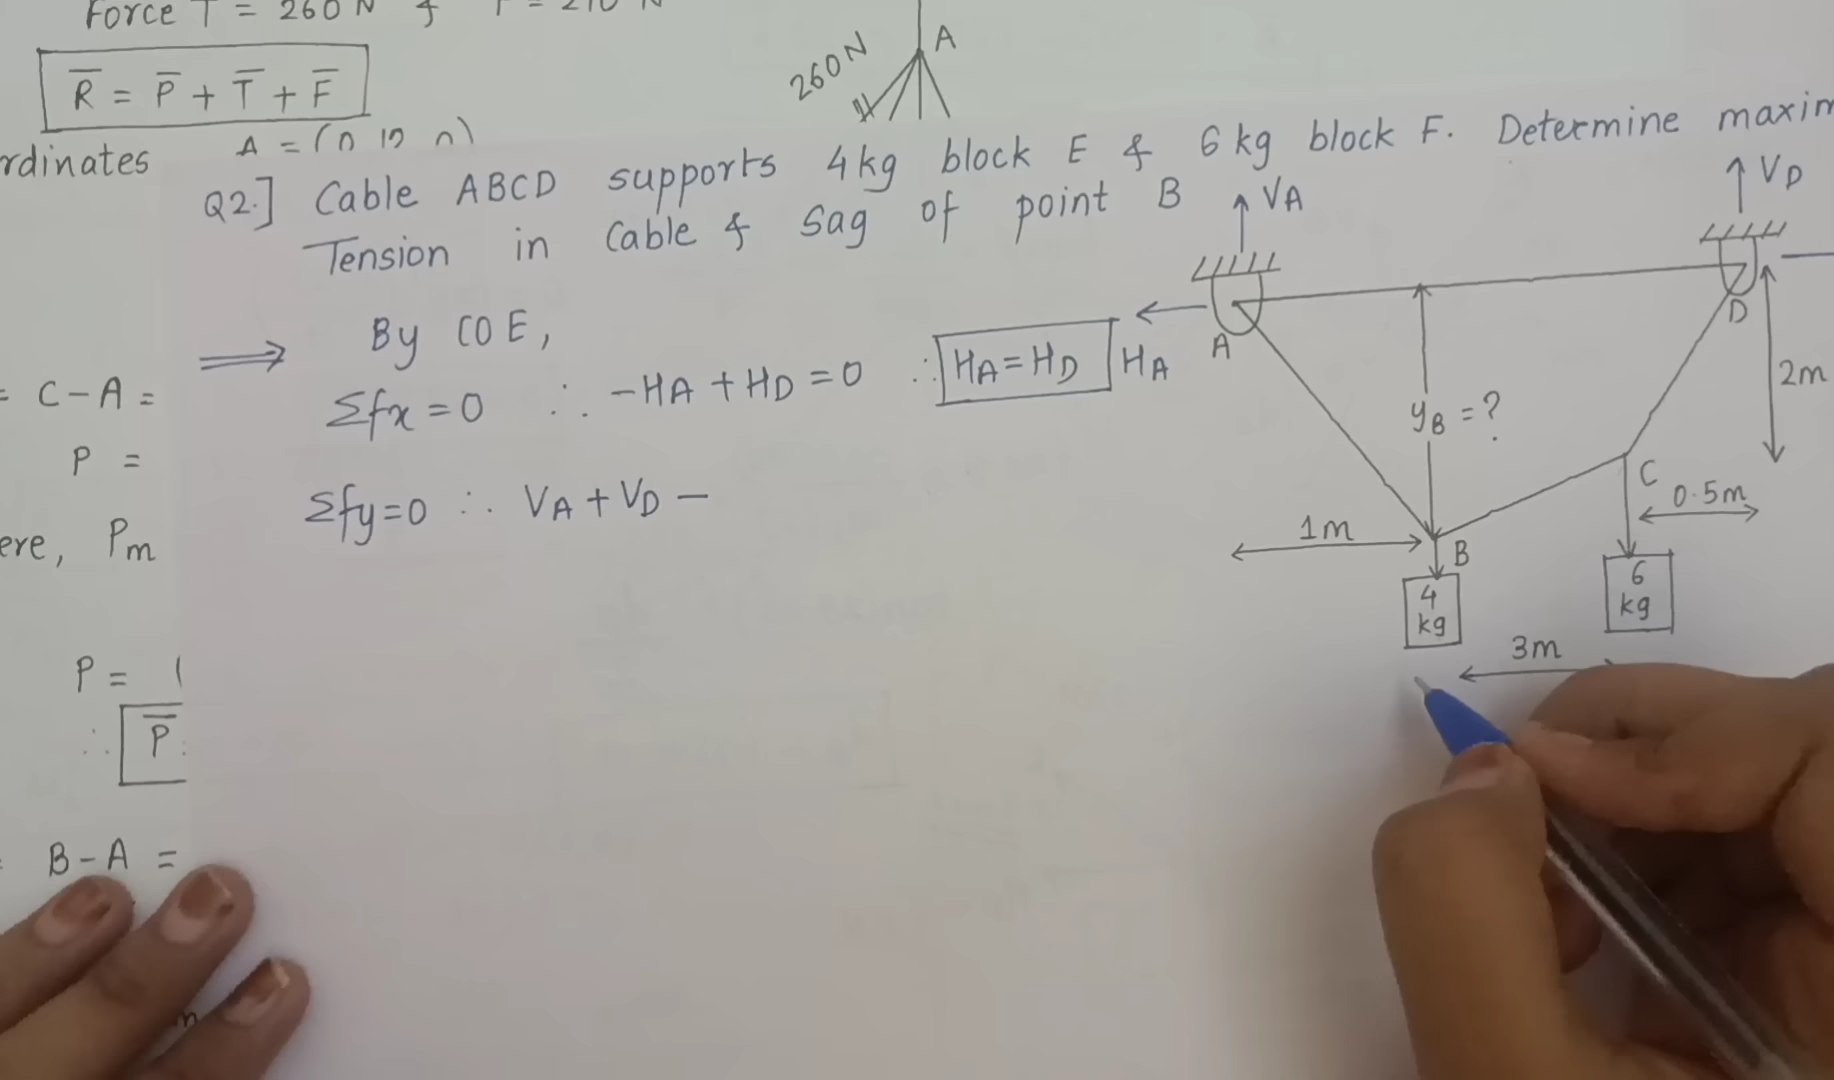 Force T = 260 N &
R̅ = P̅ + T̅ + F̅
A
260N
rdinates
Q2.] Cable ABCD supports 4kg block E & 6kg block F. Determine maxim
Tension in Cable & Sag of point B
VA
VD
By COE,
Σfx = 0 ∴ -HA + HD = 0 ∴ HA = HD
HA
A
D
2m
= C-A =
yB = ?
P =
Σfy=0 ∴ VA + VD -
C
0.5m
1m
B
ere, Pm
4 kg
6 kg
3m
P =
∴ P̅
B-A =